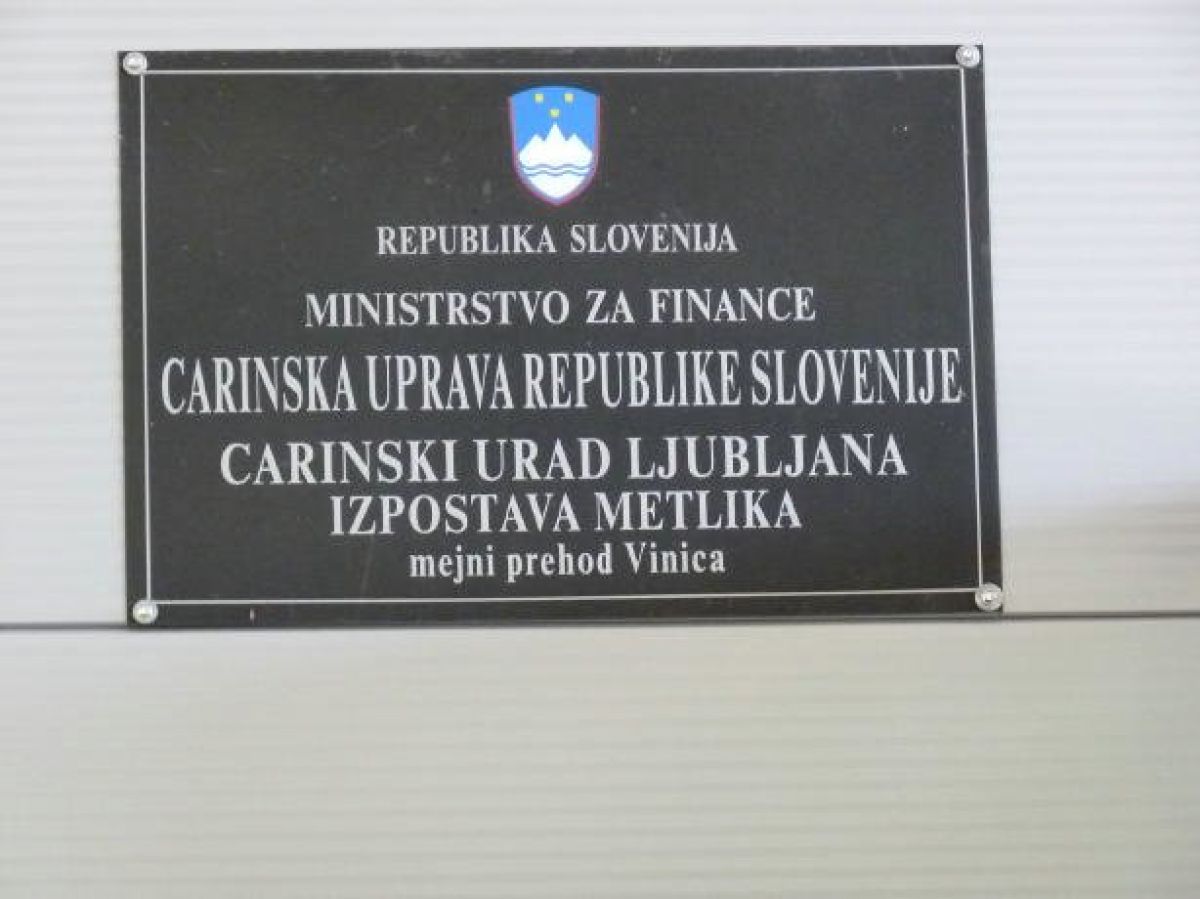 REPUBLIKA SLOVENIJA
MINISTRSTVO ZA FINANCE
CARINSKA UPRAVA REPUBLIKE SLOVENIJE
CARINSKI URAD LJUBLJANA
IZPOSTAVA METLIKA
mejni prehod Vinica